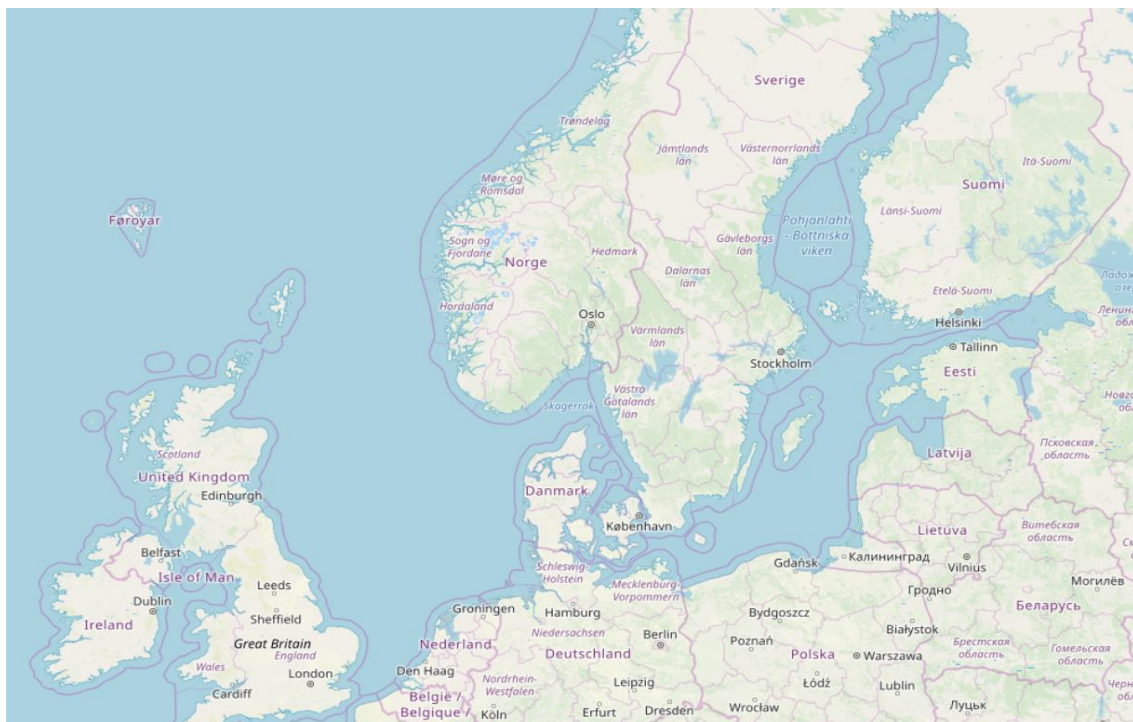 Sverige
Trøndelag
Jämtlands
län
Västernorrlands
län
Itä-Suomi
Møre og
Romsdal
Suomi
Länsi-Suomi
Føroyar
Pohjanlahti
- Bottniska
viken
Sogn og
Fjordane
Norge
Hedmark
Gävleborgs
län
Dalarnas
län
Etelä-Suomi
Hordaland
Oslo
Värmlands
län
Helsinki
Tallinn
Stockholm
Eesti
Västra
Götalands
län
Skagerrak
Псковская
область
Scotland
Latvija
United Kingdom
Edinburgh
Danmark
København
Lietuva
Витебская
область
Belfast
Isle of Man
Schleswig-
Holstein
Gdańsk
Калининград
Vilnius
Могилёв
Leeds
Mecklenburg-
Vorpommern
Гродно
Dublin
Sheffield
Groningen
Hamburg
Bydgoszcz
Беларусь
Ireland
Great Britain
England
Nederland
Niedersachsen
Berlin
Białystok
Poznań
Брестская
область
Гомельская
область
Deutschland
Polska
Warszawa
Wales
London
Den Haag
Cardiff
Nordrhein-
Westfalen
Leipzig
Łódź
Lublin
België /
Belgique /
Köln
Erfurt
Dresden
Wrocław
Луцьк